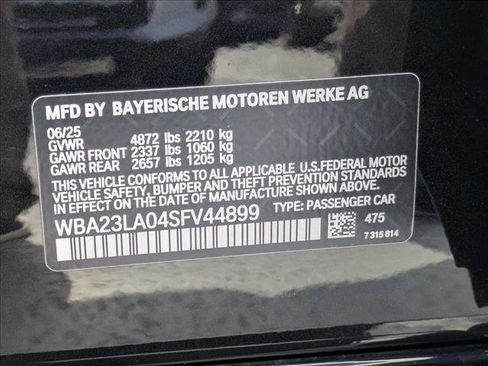 MFD BY BAYERISCHE MOTOREN WERKE AG
06/25
GVWR 4872 lbs 2210 kg
GAWR FRONT 2337 lbs 1060 kg
GAWR REAR 2657 lbs 1205 kg
THIS VEHICLE CONFORMS TO ALL APPLICABLE U.S.FEDERAL MOTOR
VEHICLE SAFETY, BUMPER AND THEFT PREVENTION STANDARDS IN
EFFECT ON THE DATE OF MANUFACTURE SHOWN ABOVE.
WBA23LA04SFV44899 TYPE: PASSENGER CAR
475
7 315 814